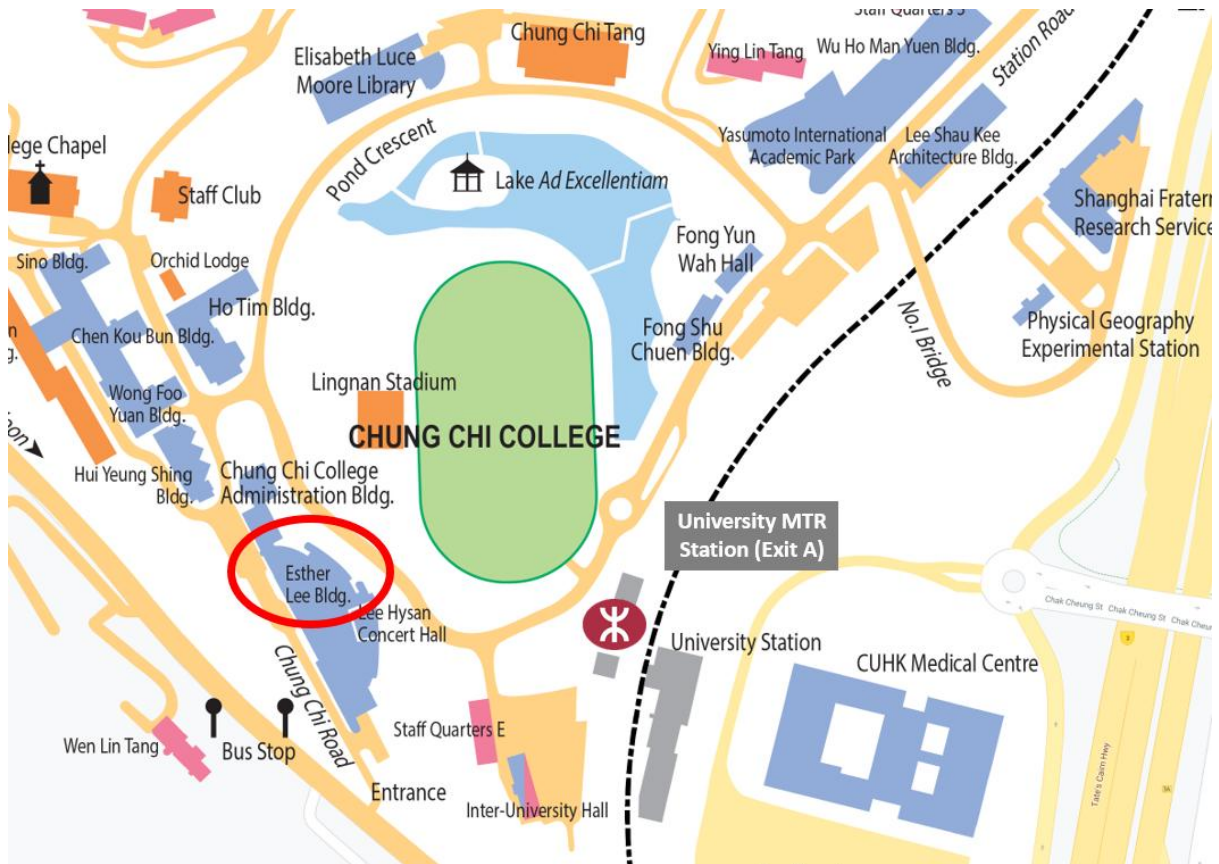 Staff Quarters 5
Chung Chi Tang
Ying Lin Tang
Wu Ho Man Yuen Bldg.
Station Road
Elisabeth Luce
Moore Library
Yasumoto International
Academic Park
Lee Shau Kee
Architecture Bldg.
Pond Crescent
lege Chapel
Lake Ad Excellentiam
Staff Club
Shanghai Fratern
Research Service
Fong Yun
Wah Hall
Sino Bldg.
Orchid Lodge
Ho Tim Bldg.
Chen Kou Bun Bldg.
Fong Shu
Chuen Bldg.
No.1 Bridge
Physical Geography
Experimental Station
Lingnan Stadium
Wong Foo
Yuan Bldg.
CHUNG CHI COLLEGE
Hui Yeung Shing
Bldg.
Chung Chi College
Administration Bldg.
University MTR
Station (Exit A)
Esther
Lee Bldg.
Lee Hysan
Concert Hall
Chak Cheung St Chak Cheung St Chak Cheun
University Station
CUHK Medical Centre
Chung Chi Road
Staff Quarters E
Wen Lin Tang
Bus Stop
Entrance
Inter-University Hall
Tate's Cairn Hwy